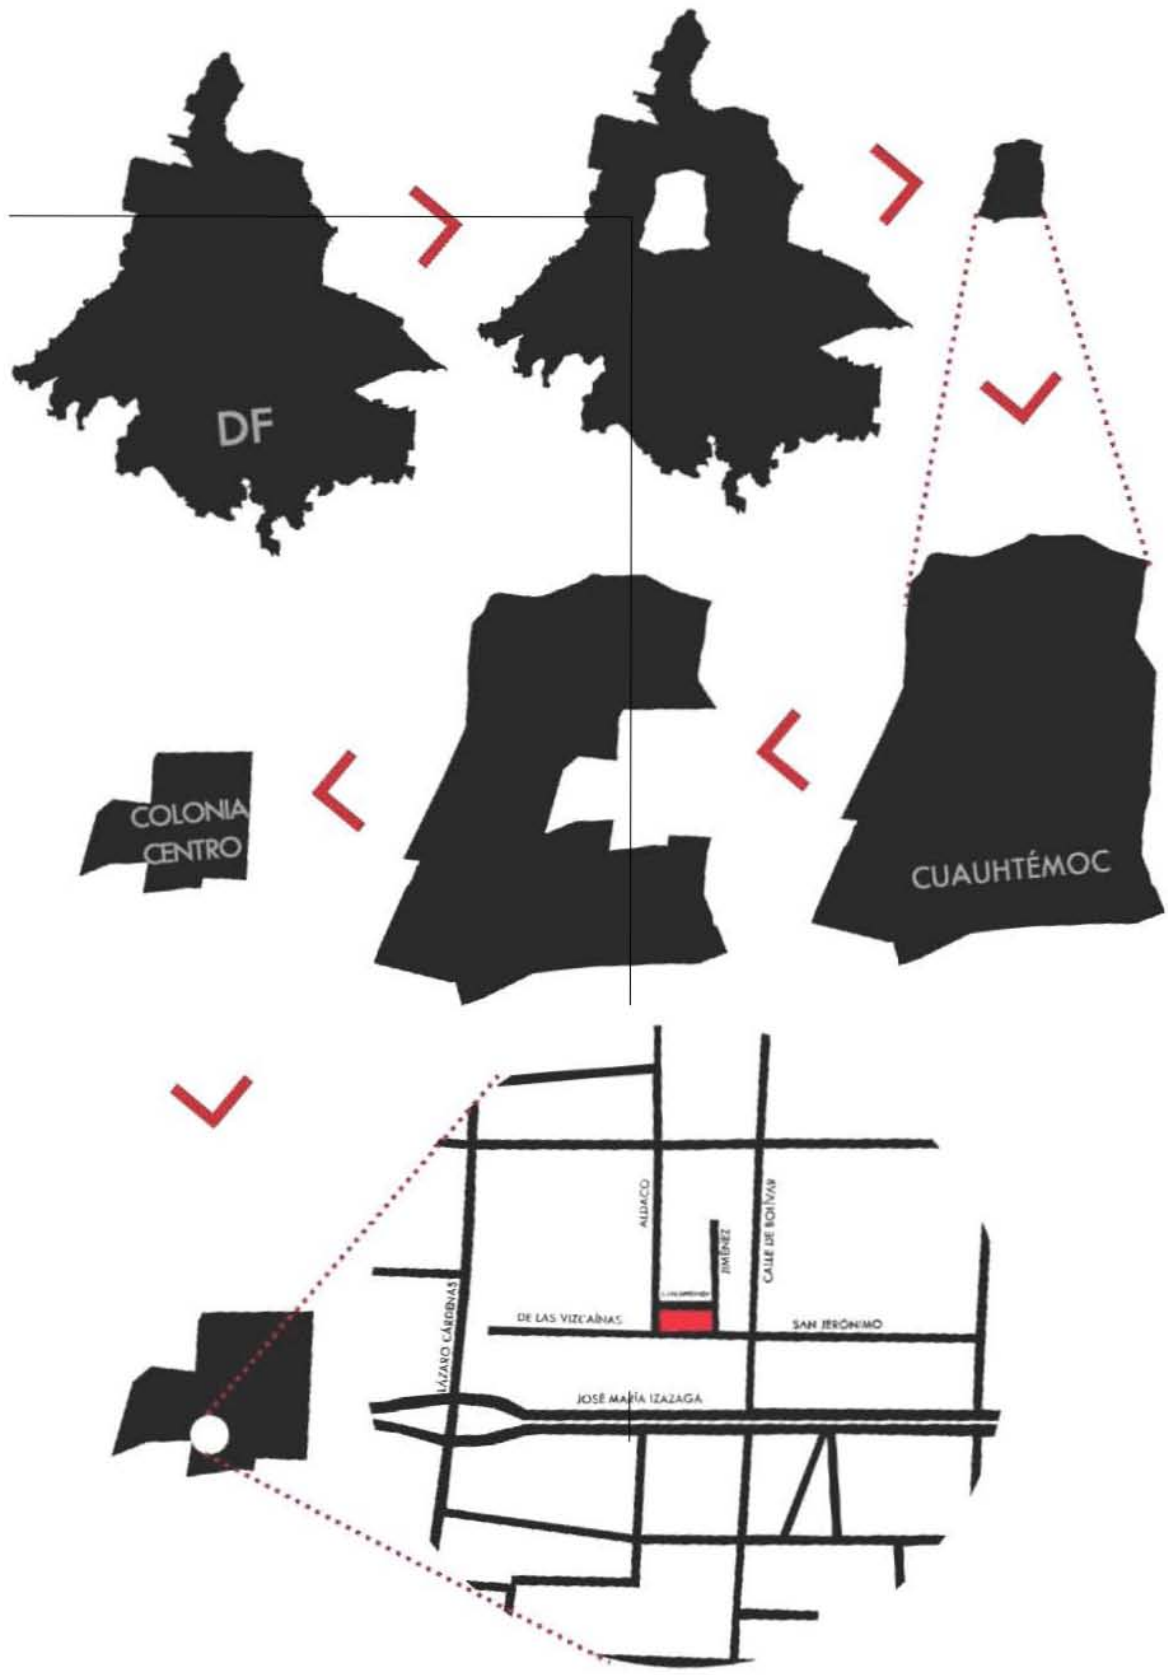 DF
CUAUHTÉMOC
COLONIA
CENTRO
ALDACO
JIMÉNEZ
CALLE DE BOLÍVAR
LÁZARO CÁRDENAS
DE LAS VIZCAÍNAS
SAN JERÓNIMO
JOSÉ MARÍA IZAZAGA